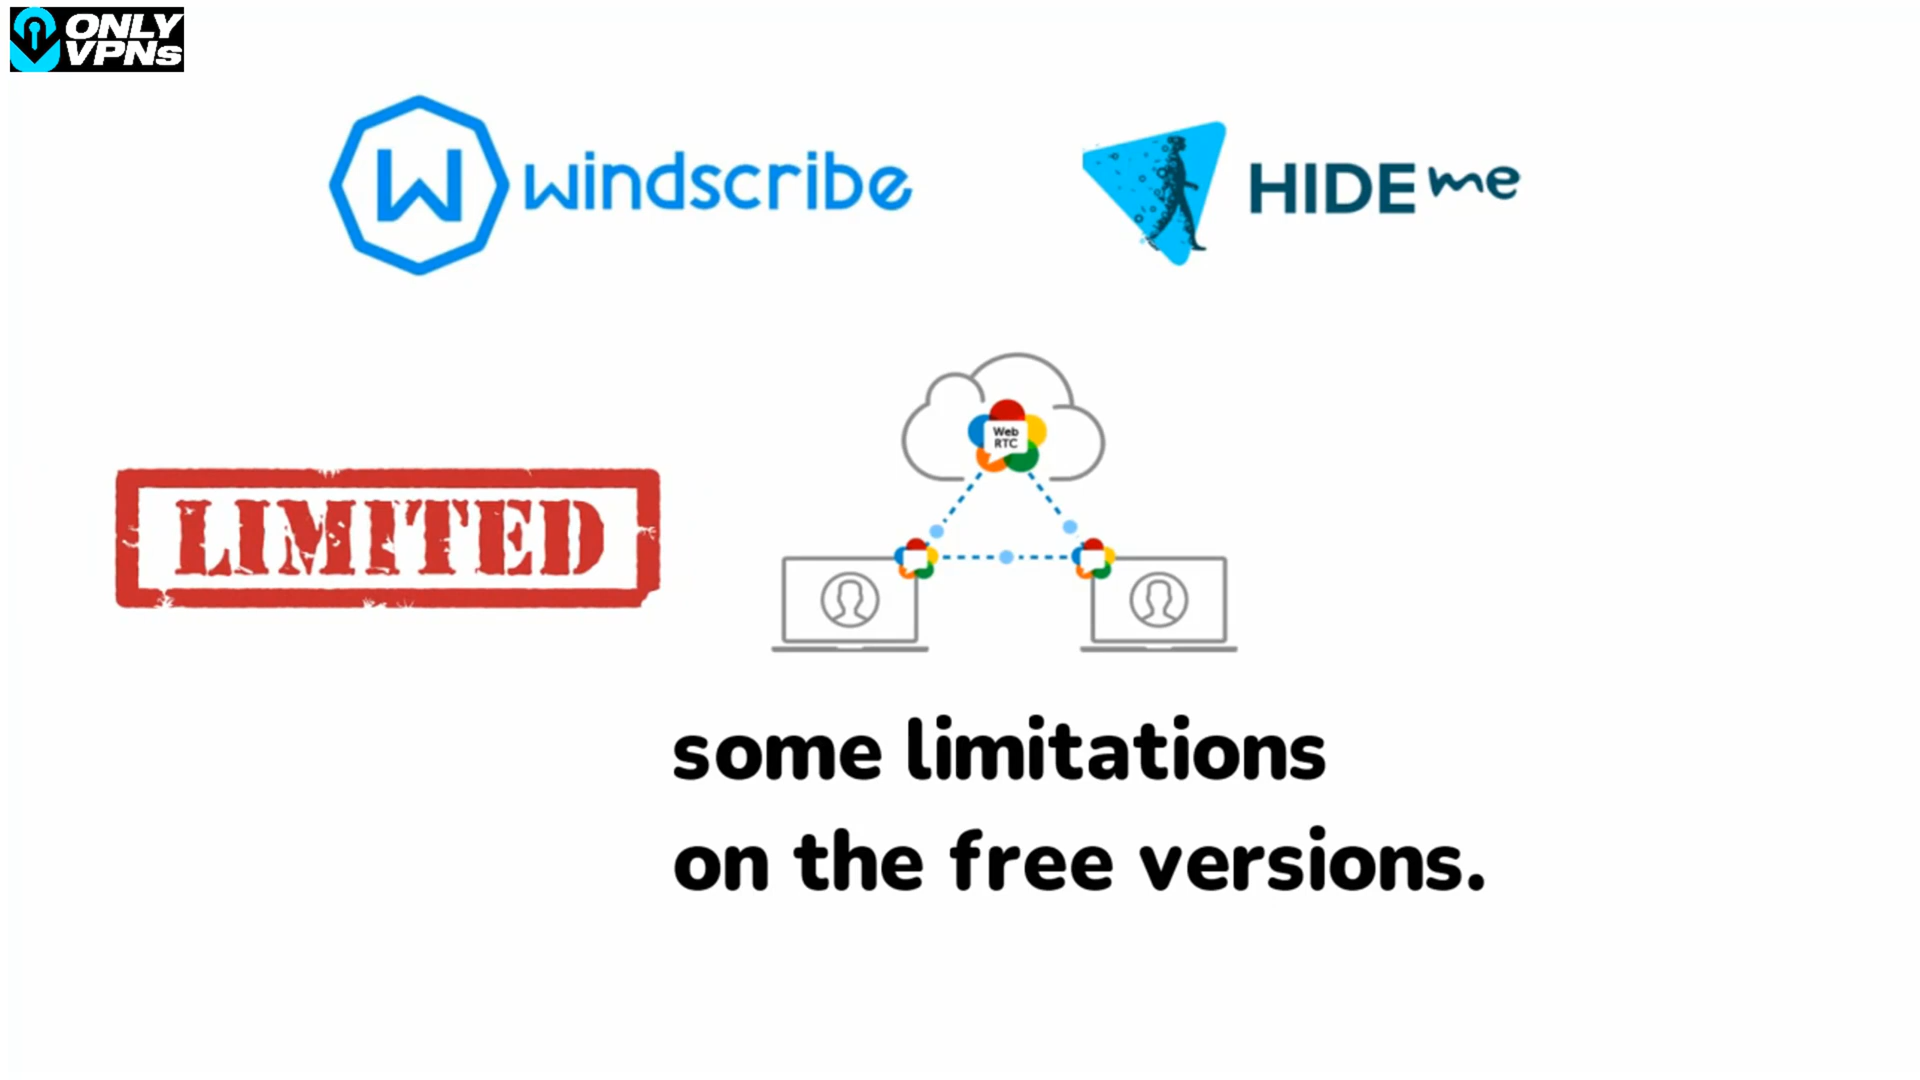 ONLY
VPNs
W windscribe
HIDE me
Web
RTC
LIMITED
some limitations
on the free versions.